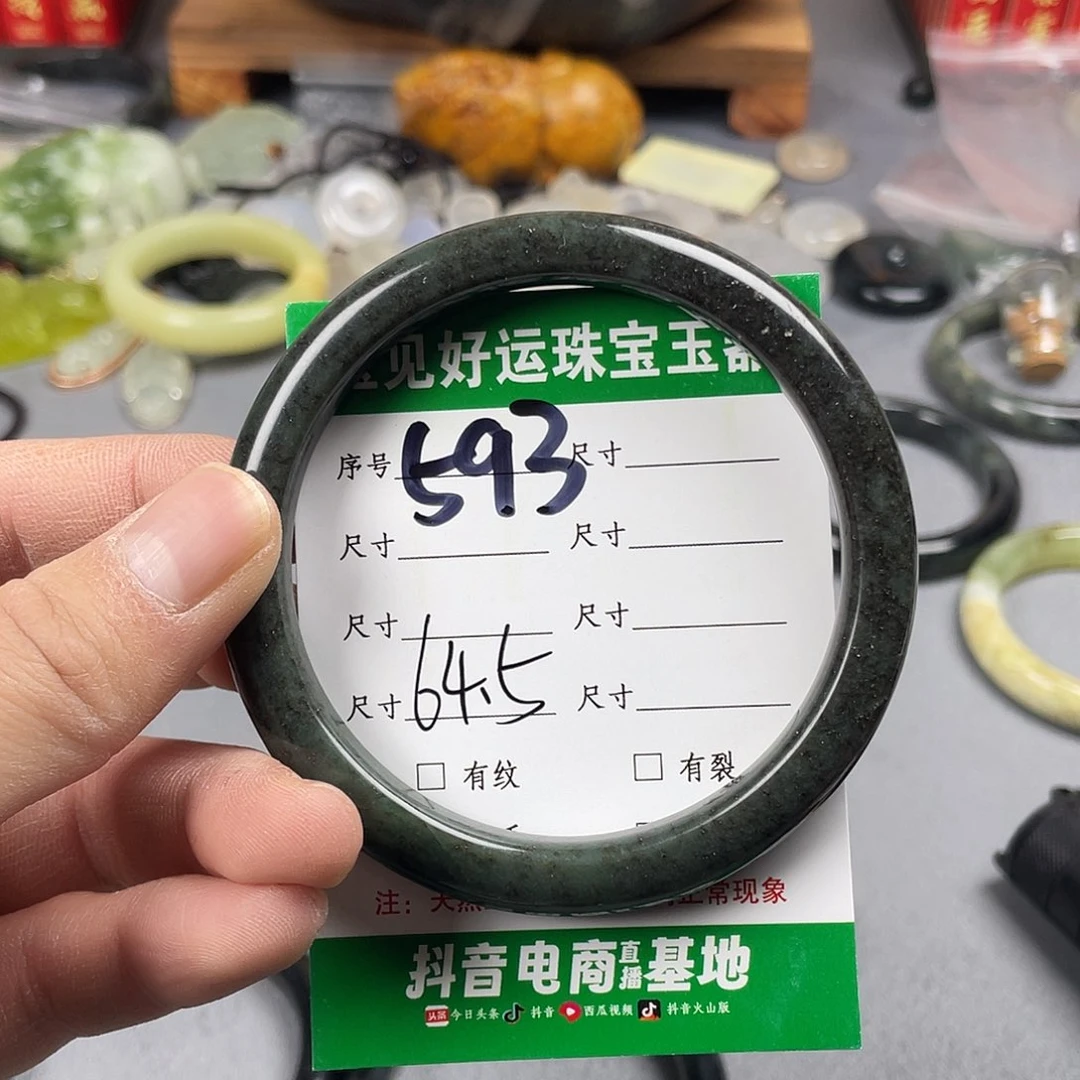 见好运珠宝玉器
序号 593 尺寸
尺寸 尺寸
尺寸 尺寸
尺寸 64.5 尺寸
□ 有纹 □ 有裂
注：天然 正常现象
抖音电商直播基地
头条 今日头条 抖音 西瓜视频 抖音火山版